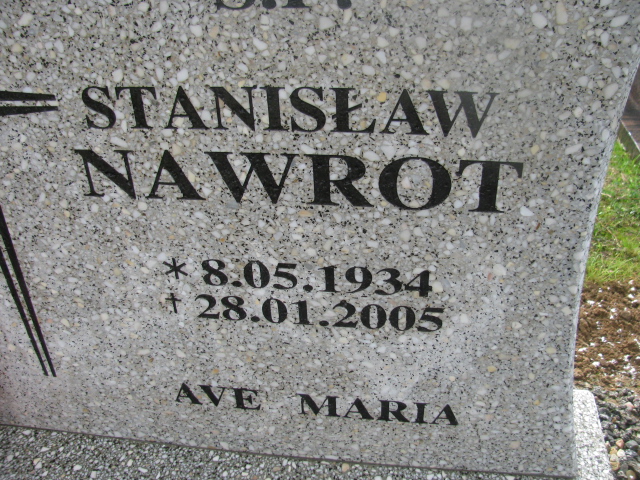 STANISŁAW
NAWROT
* 8.05.1934
† 28.01.2005
AVE MARIA